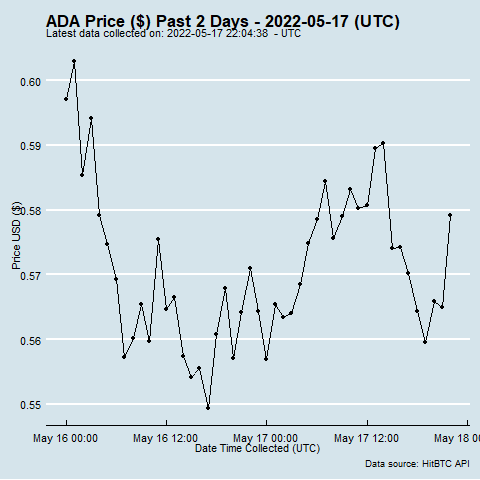 ADA Price ($) Past 2 Days - 2022-05-17 (UTC)
Latest data collected on: 2022-05-17 22:04:38  - UTC
Price USD ($)
0.60
0.59
0.58
0.57
0.56
0.55
May 16 00:00
May 16 12:00
May 17 00:00
May 17 12:00
May 18 00
Date Time Collected (UTC)
Data source: HitBTC API